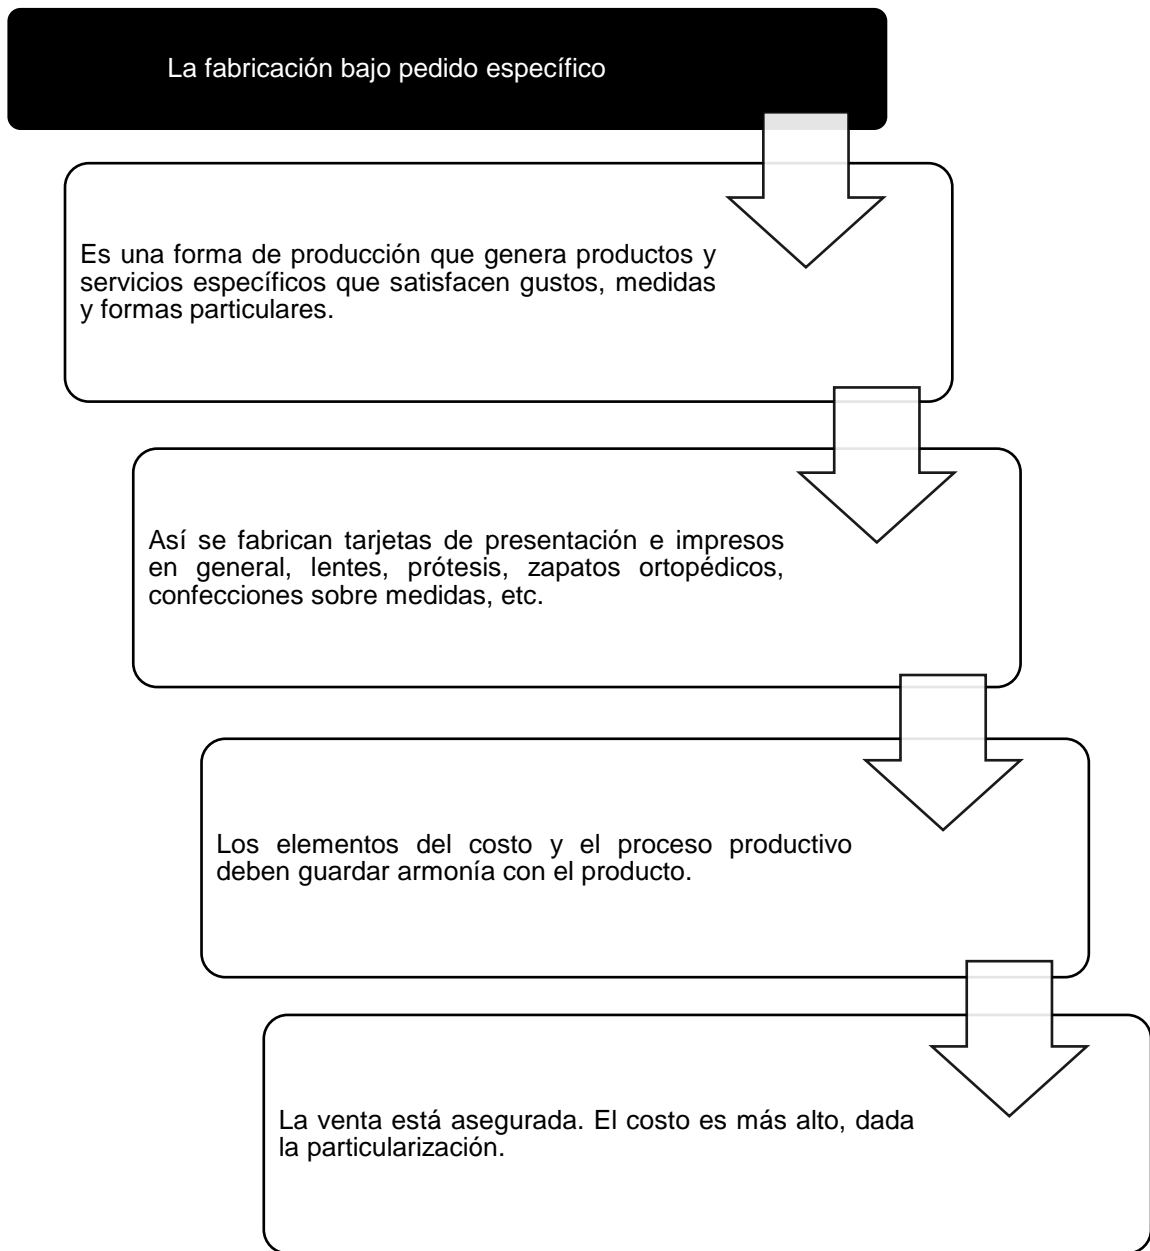 La fabricación bajo pedido específico
Es una forma de producción que genera productos y
servicios específicos que satisfacen gustos, medidas
y formas particulares.
Así se fabrican tarjetas de presentación e impresos
en general, lentes, prótesis, zapatos ortopédicos,
confecciones sobre medidas, etc.
Los elementos del costo y el proceso productivo
deben guardar armonía con el producto.
La venta está asegurada. El costo es más alto, dada
la particularización.